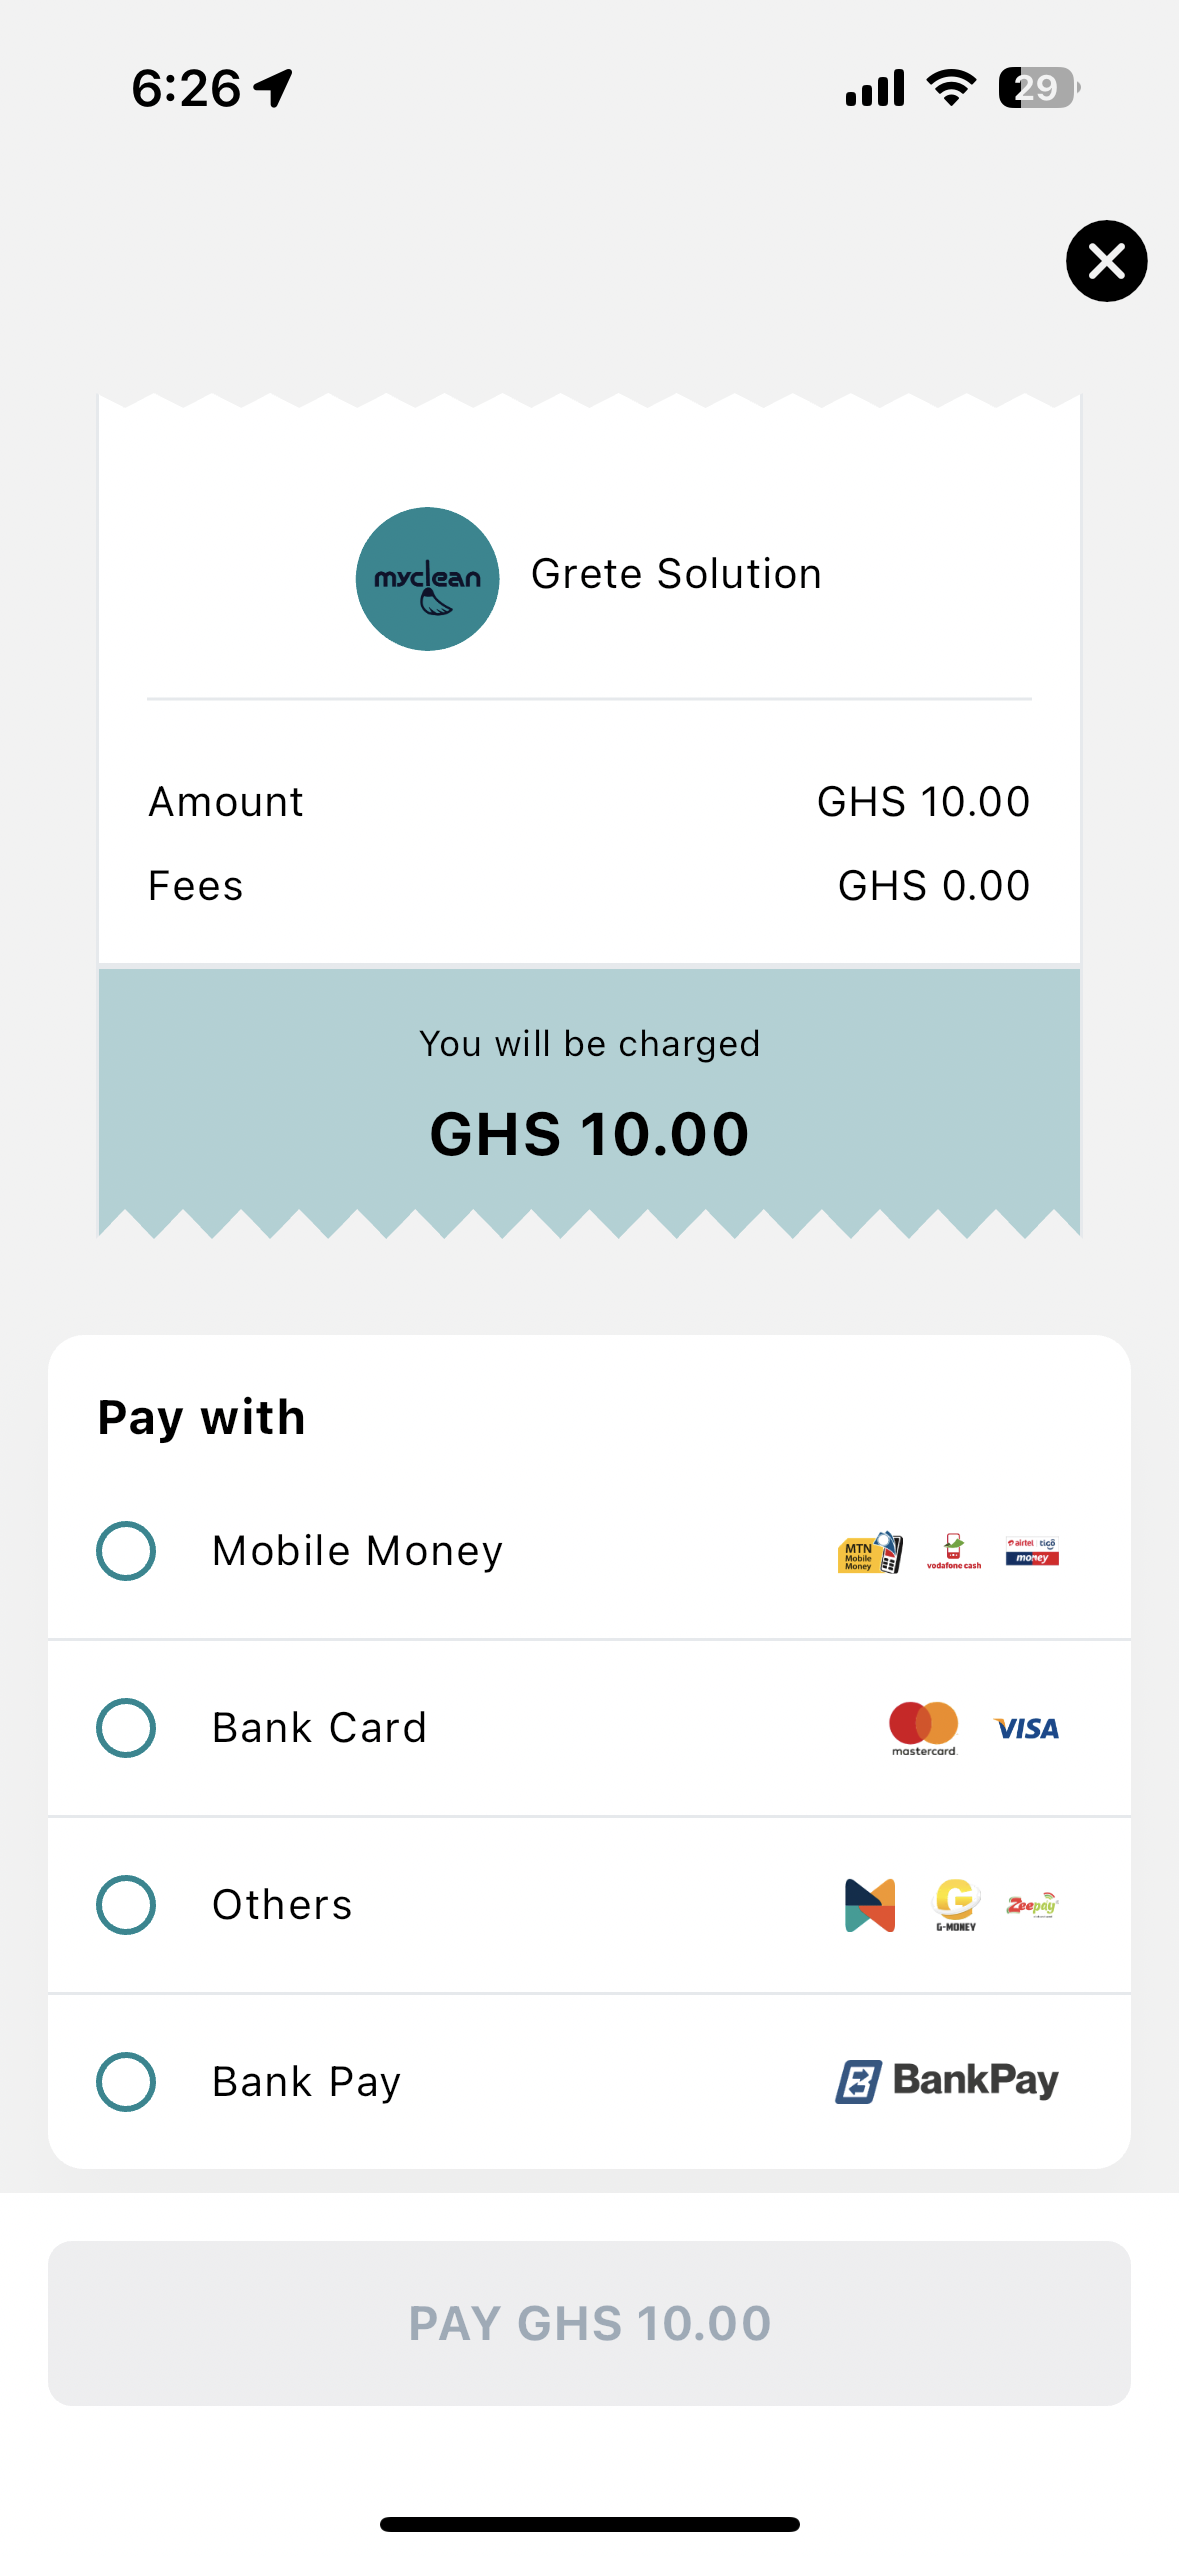 6:26
29
myclean
Grete Solution
Amount GHS 10.00
Fees GHS 0.00
You will be charged
GHS 10.00
Pay with
Mobile Money
MTN
Mobile
Money
vodafone cash
airtel tigo
money
Bank Card
mastercard.
VISA
Others
G
G-MONEY
Zeepay
Bank Pay
BankPay
PAY GHS 10.00